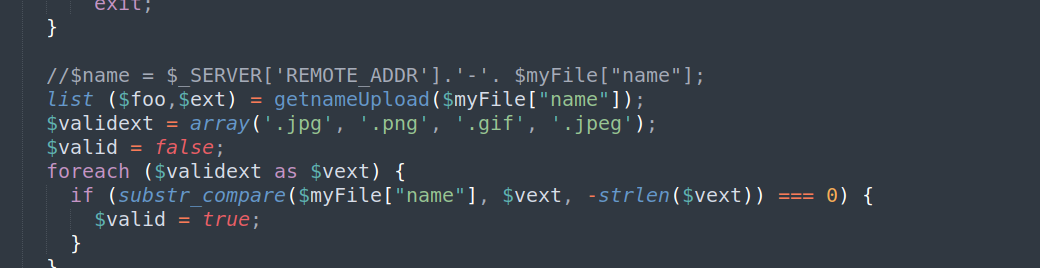 exit;
}
//$name = $_SERVER['REMOTE_ADDR'].'-'. $myFile["name"];
list ($foo,$ext) = getnameUpload($myFile["name"]);
$validext = array('.jpg', '.png', '.gif', '.jpeg');
$valid = false;
foreach ($validext as $vext) {
if (substr_compare($myFile["name"], $vext, -strlen($vext)) === 0) {
$valid = true;
}
}